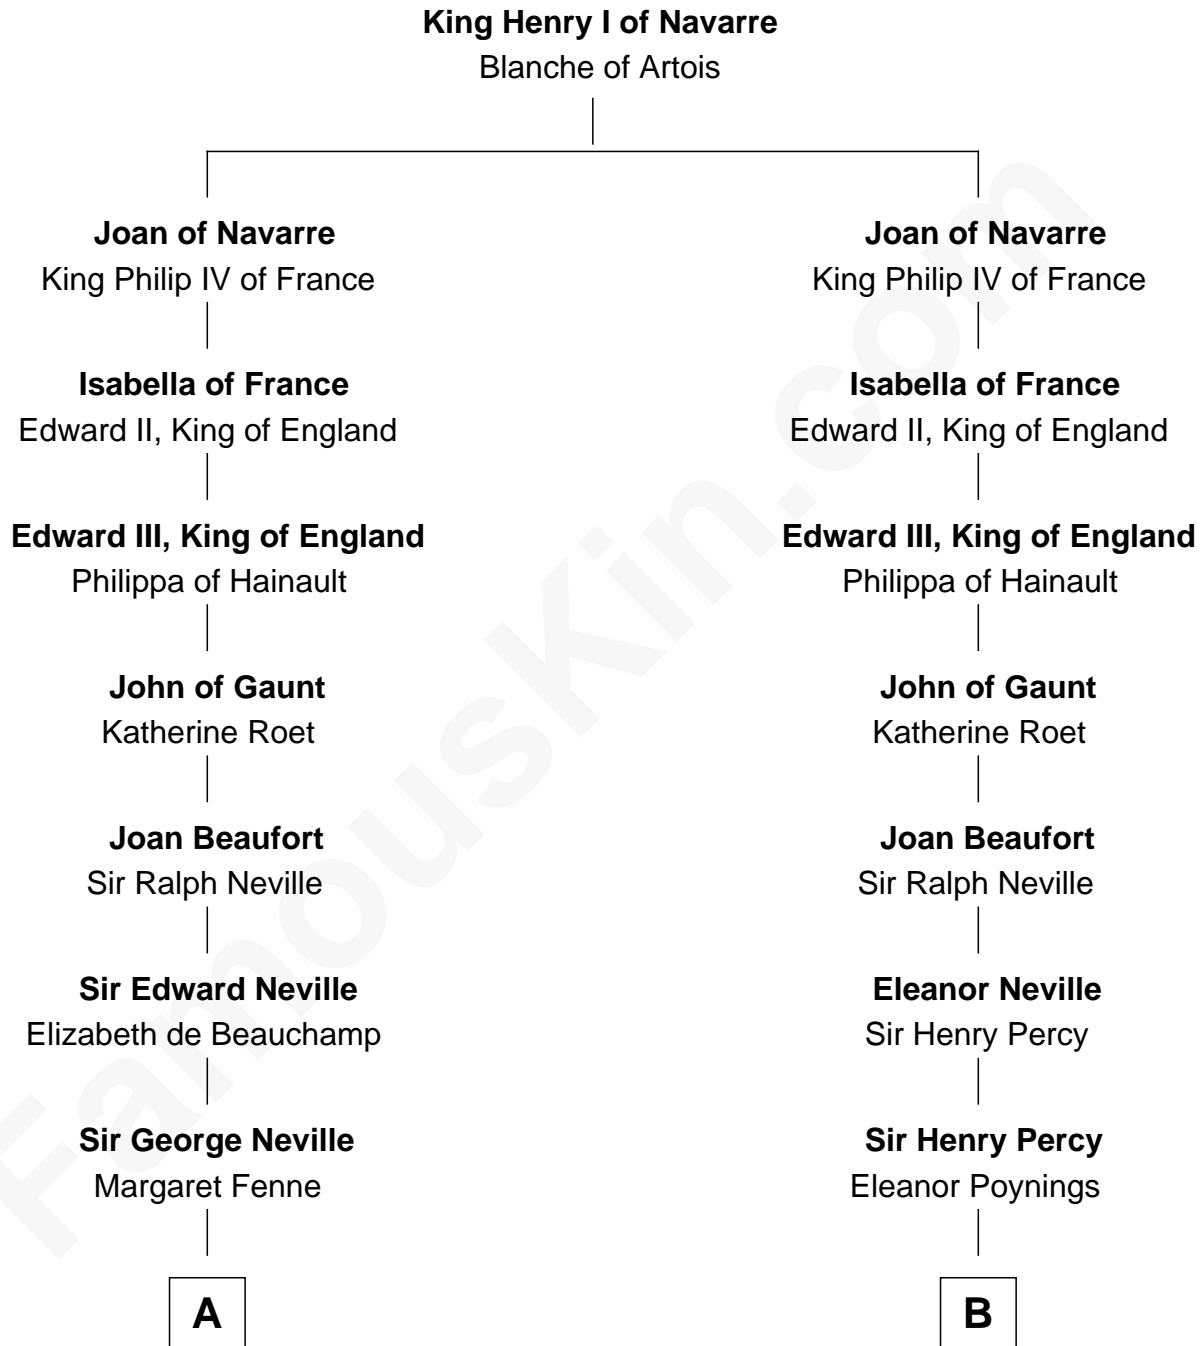 King Henry I of Navarre
Blanche of Artois
Joan of Navarre
King Philip IV of France
Isabella of France
Edward II, King of England
Edward III, King of England
Philippa of Hainault
John of Gaunt
Katherine Roet
Joan Beaufort
Sir Ralph Neville
Sir Edward Neville
Elizabeth de Beauchamp
Sir George Neville
Margaret Fenne
A
Joan of Navarre
King Philip IV of France
Isabella of France
Edward II, King of England
Edward III, King of England
Philippa of Hainault
John of Gaunt
Katherine Roet
Joan Beaufort
Sir Ralph Neville
Eleanor Neville
Sir Henry Percy
Sir Henry Percy
Eleanor Poynings
B
FamousKin.com